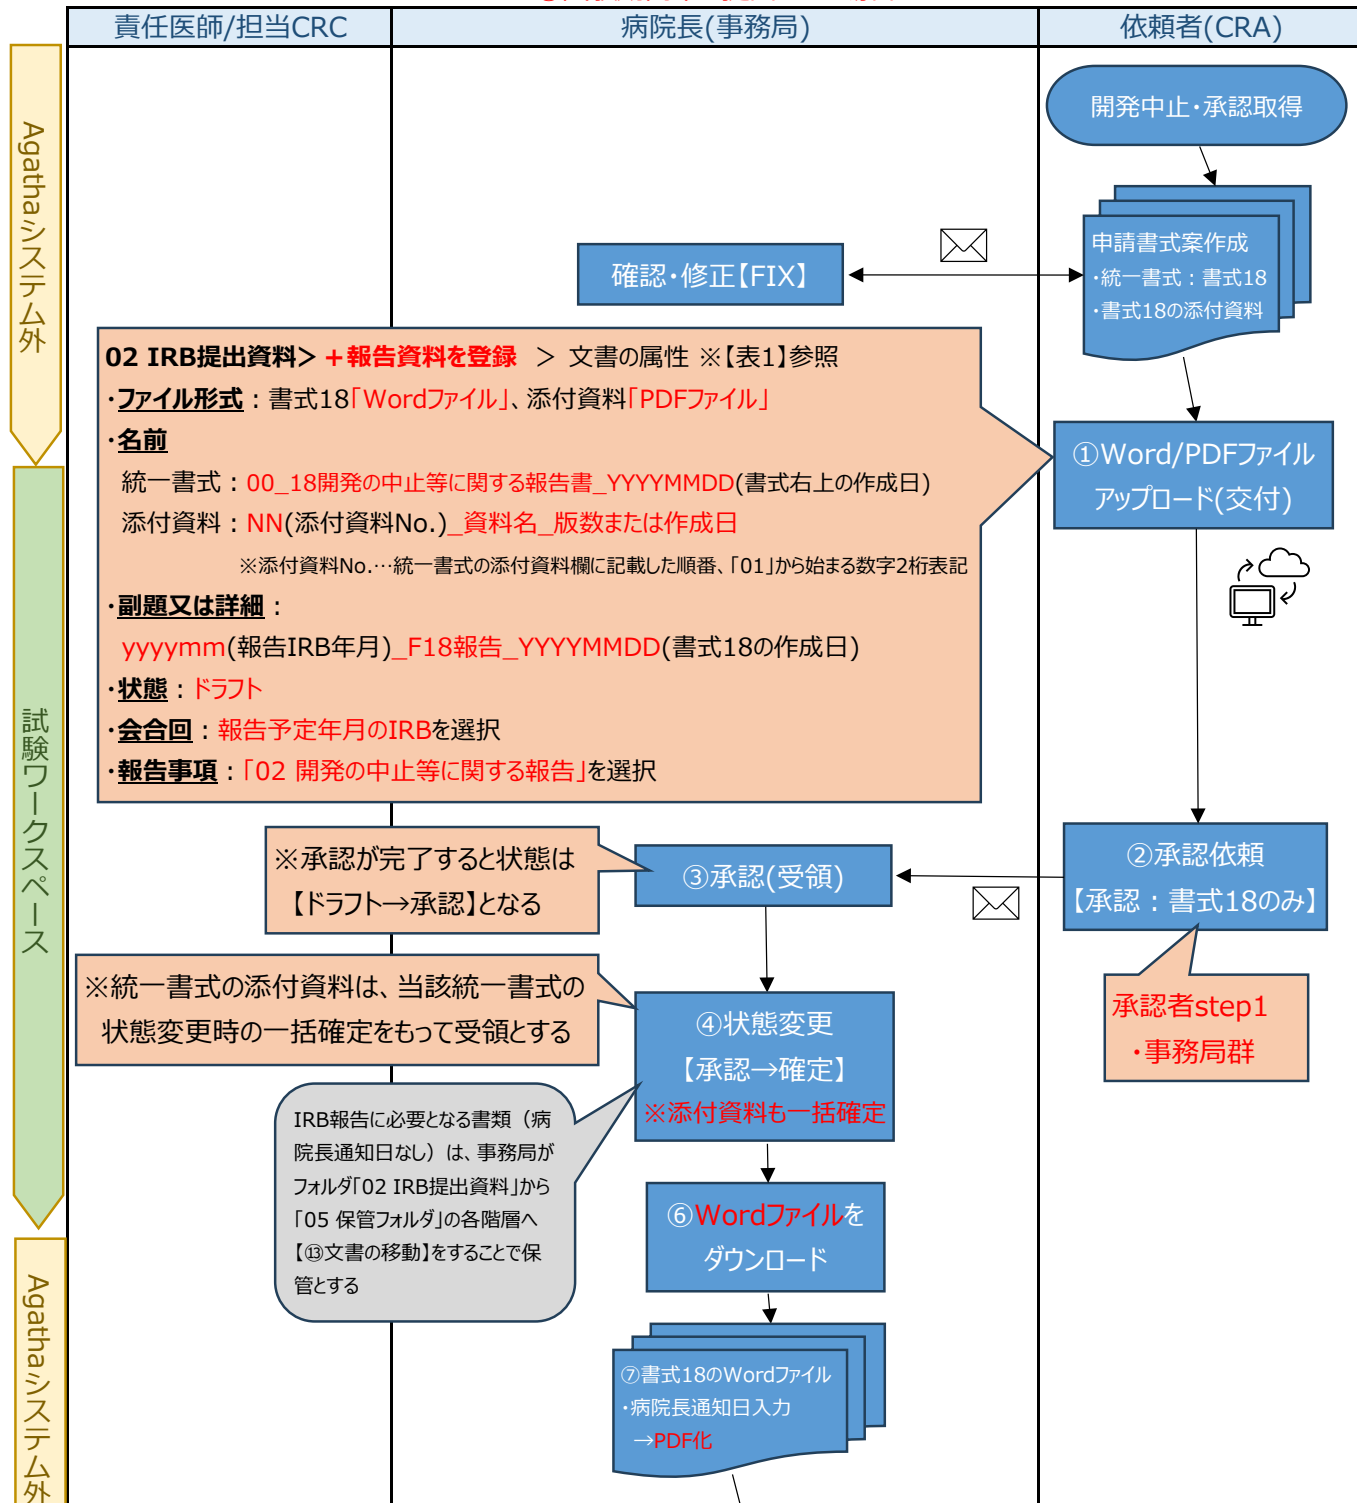 責任医師/担当CRC
病院長(事務局)
依頼者(CRA)
Agathaシステム外
開発中止・承認取得
申請書式案作成
・統一書式：書式18
・書式18の添付資料
確認・修正【FIX】
02 IRB提出資料＞＋報告資料を登録 ＞ 文書の属性 ※【表1】参照
・ファイル形式：書式18「Wordファイル」、添付資料「PDFファイル」
・名前
統一書式：00_18開発の中止等に関する報告書_YYYYMMDD(書式右上の作成日)
添付資料：NN(添付資料No.)_資料名_版数または作成日
※添付資料No.…統一書式の添付資料欄に記載した順番、「01」から始まる数字2桁表記
・副題又は詳細：
yyyymm(報告IRB年月)_F18報告_YYYYMMDD(書式18の作成日)
・状態：ドラフト
・会合回：報告予定年月のIRBを選択
・報告事項：「02 開発の中止等に関する報告」を選択
①Word/PDFファイル
アップロード(交付)
試験ワークスペース
②承認依頼
【承認：書式18のみ】
承認者step1
・事務局群
③承認(受領)
※承認が完了すると状態は
【ドラフト→承認】となる
※統一書式の添付資料は、当該統一書式の
状態変更時の一括確定をもって受領とする
④状態変更
【承認→確定】
※添付資料も一括確定
IRB報告に必要となる書類（病
院長通知日なし）は、事務局が
フォルダ「02 IRB提出資料」から
「05 保管フォルダ」の各階層へ
【⑬文書の移動】をすることで保
管とする
⑥Wordファイルを
ダウンロード
Agathaシステム外
⑦書式18のWordファイル
・病院長通知日入力
→PDF化